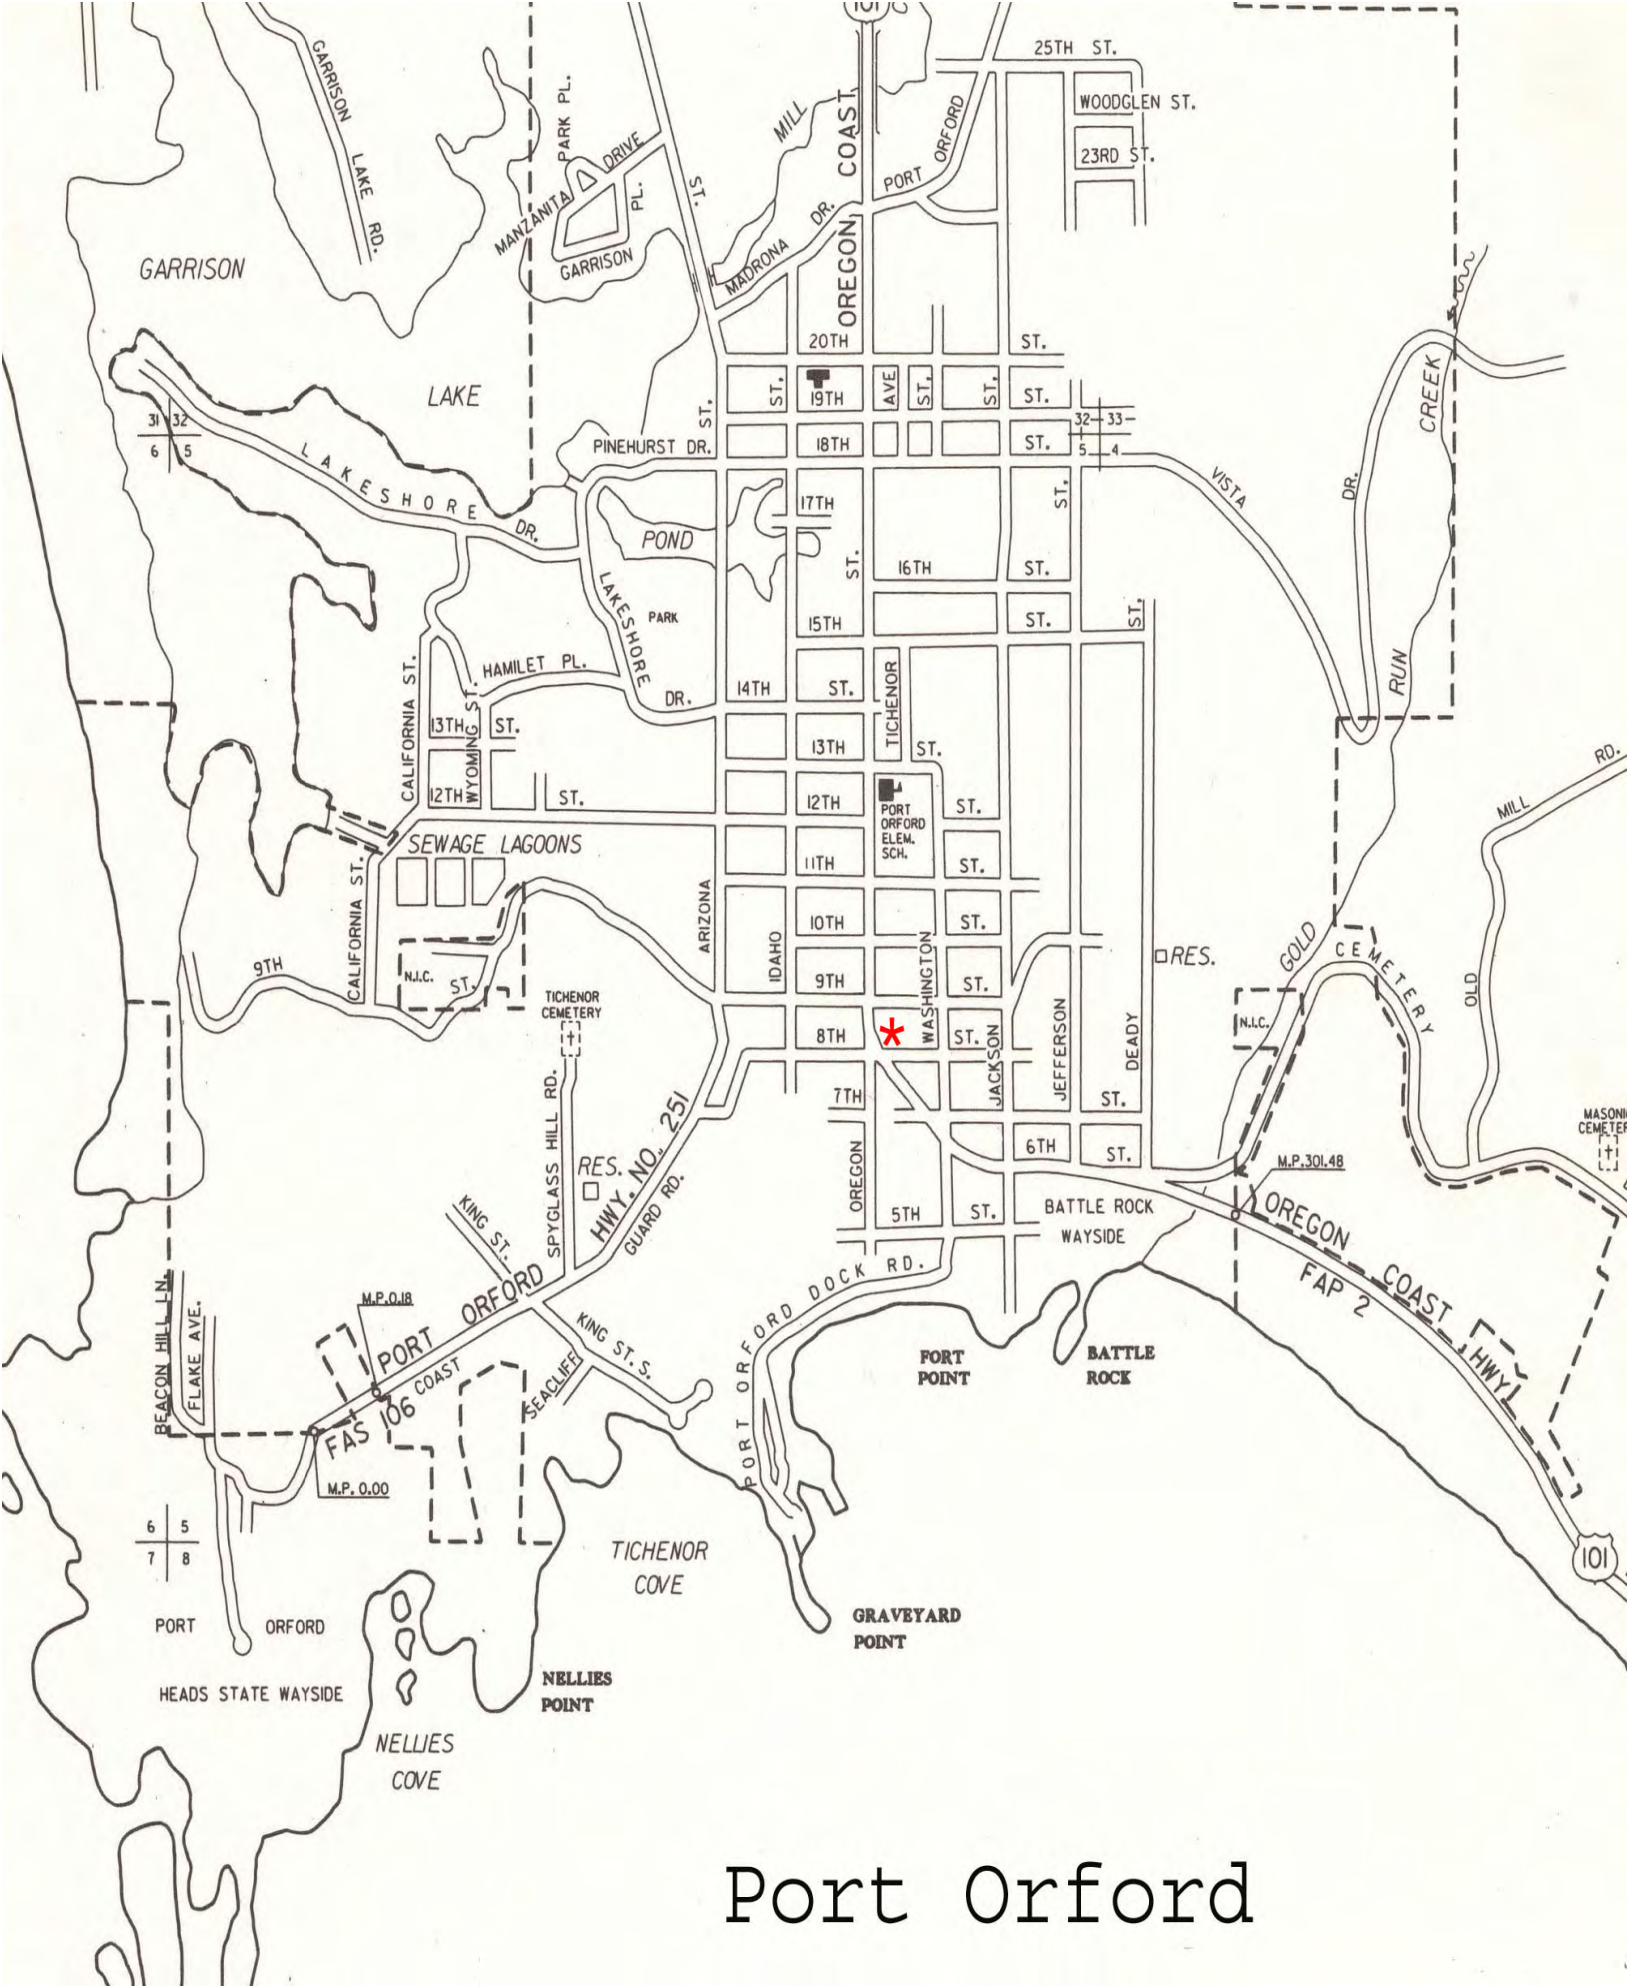 101
25TH ST.
WOODGLEN ST.
23RD ST.
GARRISON
LAKE
RD.
PARK PL.
MANZANITA
DRIVE
PL.
GARRISON
ST.
MILL
MADRONA
DR.
OREGON COAST
PORT
ORFORD
GARRISON
LAKE
20TH
ST.
19TH
ST.
AVE
ST.
ST.
ST.
ST.
18TH
ST.
PINEHURST DR.
31 32
6 5
32 33
5 4
LAKESHORE
DR.
VISTA
DR.
CREEK
RUN
GOLD
17TH
POND
ST.
ST.
16TH
ST.
15TH
ST.
ST.
LAKESHORE
DR.
PARK
HAMILET PL.
14TH
ST.
TICHENOR
CALIFORNIA ST.
13TH
ST.
WYOMING ST.
12TH
ST.
13TH
ST.
12TH
ST.
PORT
ORFORD
ELEM.
SCH.
SEWAGE LAGOONS
11TH
ST.
CALIFORNIA ST.
ARIZONA
IDAHO
10TH
ST.
WASHINGTON
9TH
ST.
9TH
ST.
N.I.C.
RES.
CEMETERY
OLD
MILL
RD.
TICHENOR
CEMETERY
8TH
*
ST.
JACKSON
JEFFERSON
DEADY
N.I.C.
7TH
ST.
6TH
ST.
MASONI
CEMETER
M.P.301.48
SPYGLASS HILL RD.
RES.
HWY. NO. 251
GUARD RD.
KING ST.
OREGON
5TH
ST.
BATTLE ROCK
WAYSIDE
OREGON COAST HWY
FAP 2
BEACON HILL LN.
FLAKE AVE.
M.P.0.18
PORT ORFORD
COAST
FAS 106
M.P. 0.00
KING ST. S.
SEACLIFF
PORT ORFORD DOCK RD.
FORT
POINT
BATTLE
ROCK
6 5
7 8
101
TICHENOR
COVE
PORT ORFORD
HEADS STATE WAYSIDE
GRAVEYARD
POINT
NELLIES
POINT
NELLIES
COVE
Port Orford